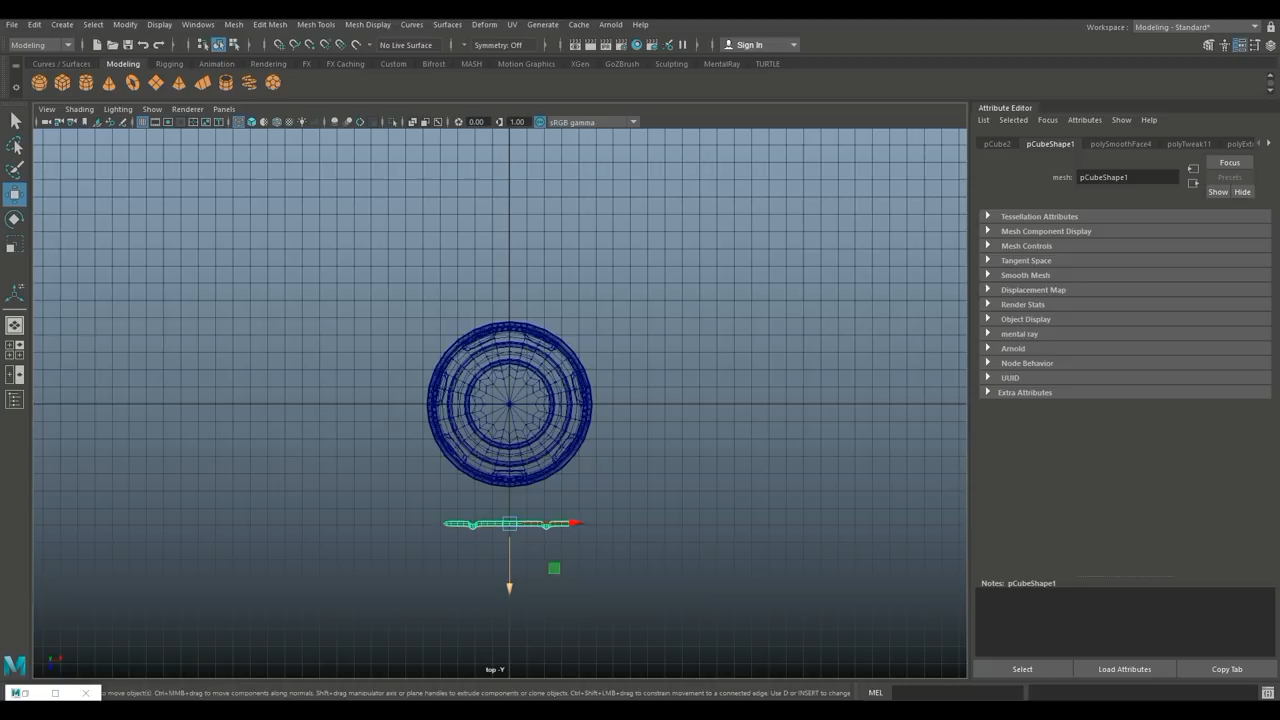 File Edit Create Select Modify Display Windows Mesh Edit Mesh Mesh Tools Mesh Display Curves Surfaces Deform UV Generate Cache Arnold Help
Workspace : Modeling - Standard*
Modeling No Live Surface Symmetry: Off Sign In
Curves / Surfaces Modeling Rigging Animation Rendering FX FX Caching Custom Bifrost MASH Motion Graphics XGen GoZBrush Sculpting MentalRay TURTLE
View Shading Lighting Show Renderer Panels
0.00 1.00 sRGB gamma
top -Y
Attribute Editor
List Selected Focus Attributes Show Help
pCube2 pCubeShape1 polySmoothFace4 polyTweak11 polyExt
Focus
mesh: pCubeShape1 Presets
Show Hide
Tessellation Attributes
Mesh Component Display
Mesh Controls
Tangent Space
Smooth Mesh
Displacement Map
Render Stats
Object Display
mental ray
Arnold
Node Behavior
UUID
Extra Attributes
Notes: pCubeShape1
Select Load Attributes Copy Tab
to move object(s). Ctrl+MMB+drag to move components along normals. Shift+drag manipulator axis or plane handles to extrude components or clone objects. Ctrl+Shift+LMB+drag to constrain movement to a connected edge. Use D or INSERT to change
MEL